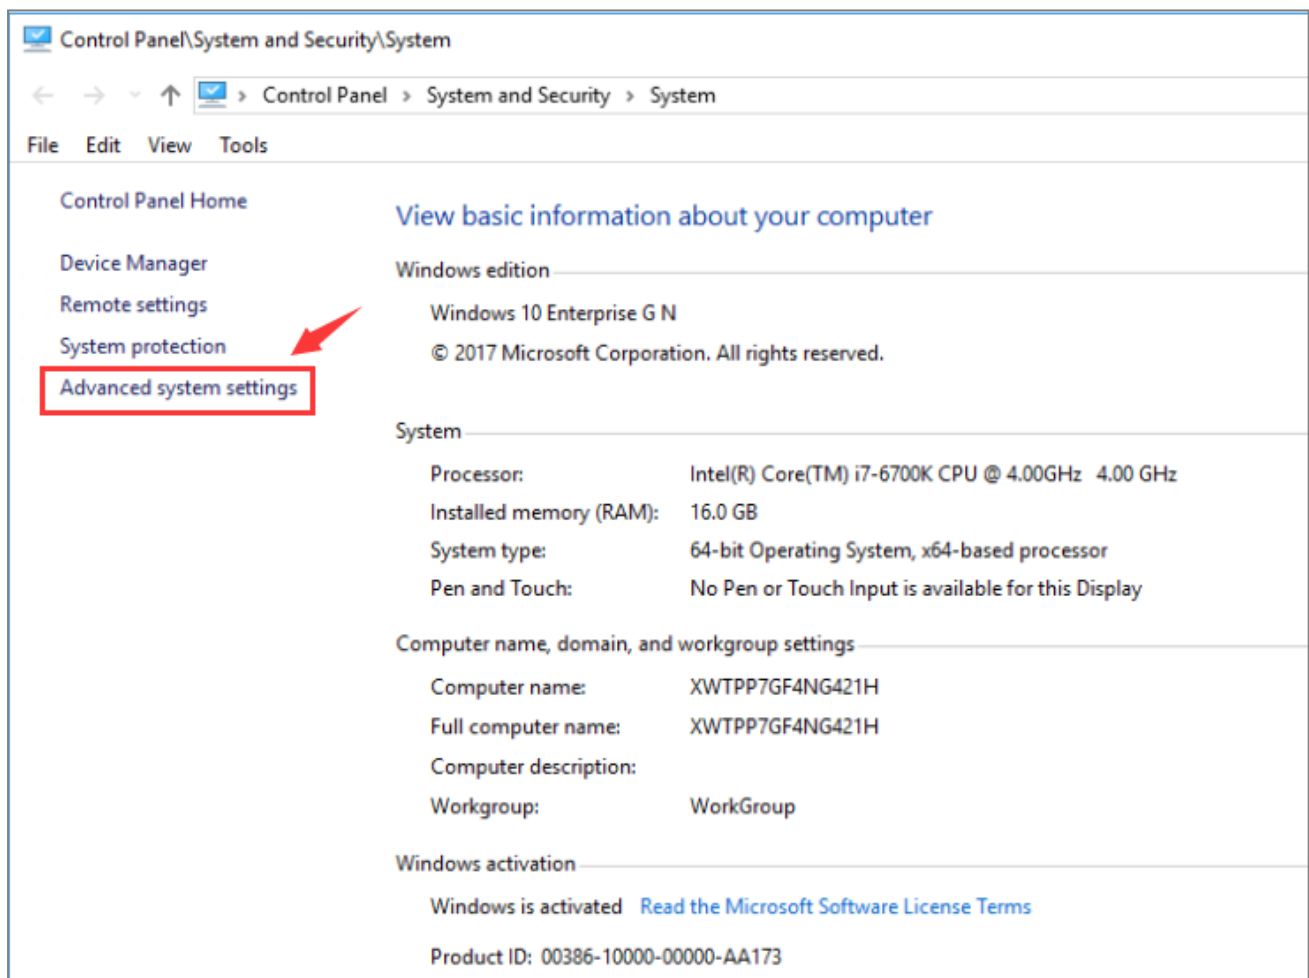 Control Panel\System and Security\System
Control Panel > System and Security > System
File Edit View Tools
Control Panel Home
Device Manager
Remote settings
System protection
Advanced system settings
View basic information about your computer
Windows edition
Windows 10 Enterprise G N
© 2017 Microsoft Corporation. All rights reserved.
System
Processor: Intel(R) Core(TM) i7-6700K CPU @ 4.00GHz 4.00 GHz
Installed memory (RAM): 16.0 GB
System type: 64-bit Operating System, x64-based processor
Pen and Touch: No Pen or Touch Input is available for this Display
Computer name, domain, and workgroup settings
Computer name: XWTPP7GF4NG421H
Full computer name: XWTPP7GF4NG421H
Computer description:
Workgroup: WorkGroup
Windows activation
Windows is activated Read the Microsoft Software License Terms
Product ID: 00386-10000-00000-AA173